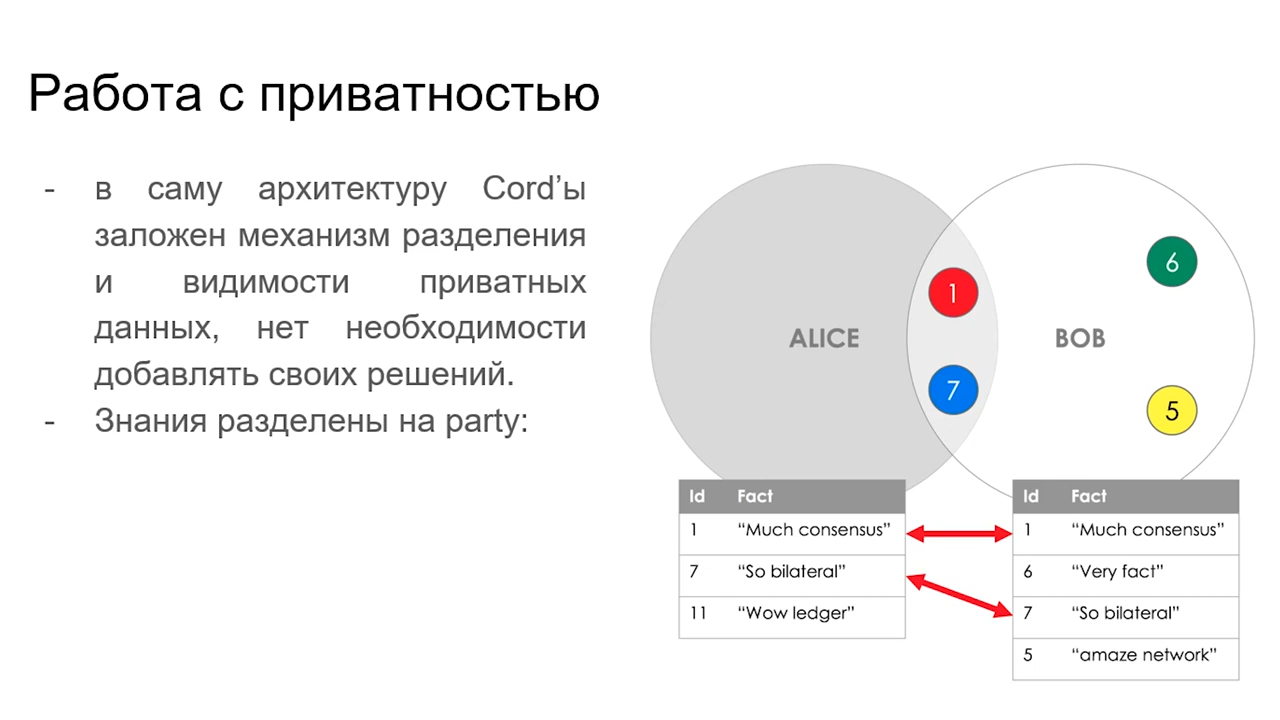 Работа с приватностью
- в саму архитектуру Cord’ы
заложен механизм разделения
и видимости приватных
данных, нет необходимости
добавлять своих решений.
- Знания разделены на party:
ALICE
BOB
1
7
6
5
Id Fact
1 “Much consensus”
7 “So bilateral”
11 “Wow ledger”
Id Fact
1 “Much consensus”
6 “Very fact”
7 “So bilateral”
5 “amaze network”